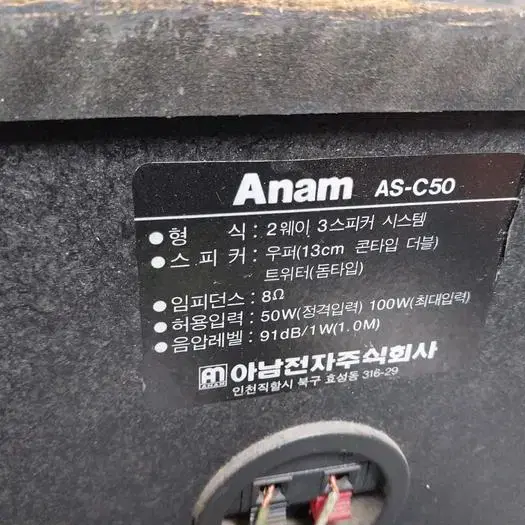 Anam AS-C50
● 형 식 : 2웨이 3스피커 시스템
● 스 피 커 : 우퍼(13cm 콘타입 더블)
트위터(돔타입)
● 임피던스 : 8Ω
● 허용입력 : 50W(정격입력) 100W(최대입력)
● 음압레벨 : 91dB/1W(1.0M)
ANAM 아남전자주식회사
인천직할시 북구 효성동 316-29